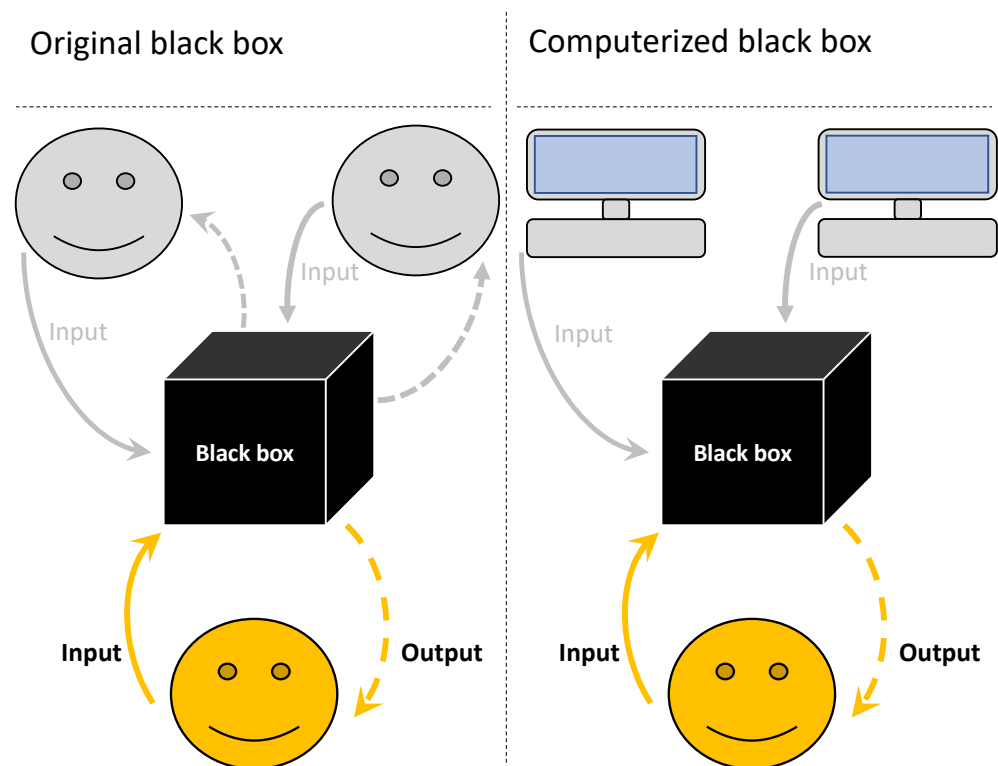 Original black box
Computerized black box
Input
Input
Input
Input
Black box
Black box
Input
Output
Input
Output